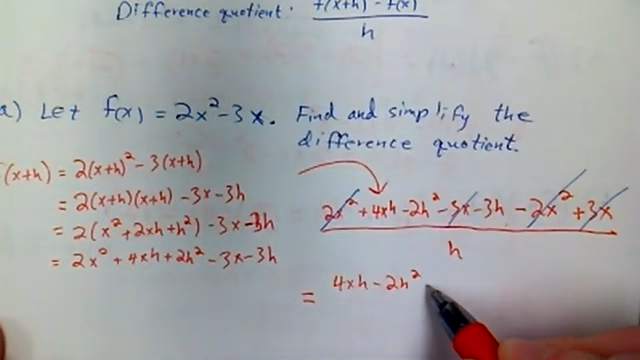 Difference quotient: f(x+h) - f(x)
h
a) Let f(x) = 2x² - 3x. Find and simplify the
difference quotient.
f(x+h) = 2(x+h)² - 3(x+h)
= 2(x+h)(x+h) - 3x - 3h
= 2(x² + 2xh + h²) - 3x - 3h
= 2x² + 4xh + 2h² - 3x - 3h
2x² + 4xh - 2h² - 3x - 3h - 2x² + 3x
h
= 4xh - 2h²